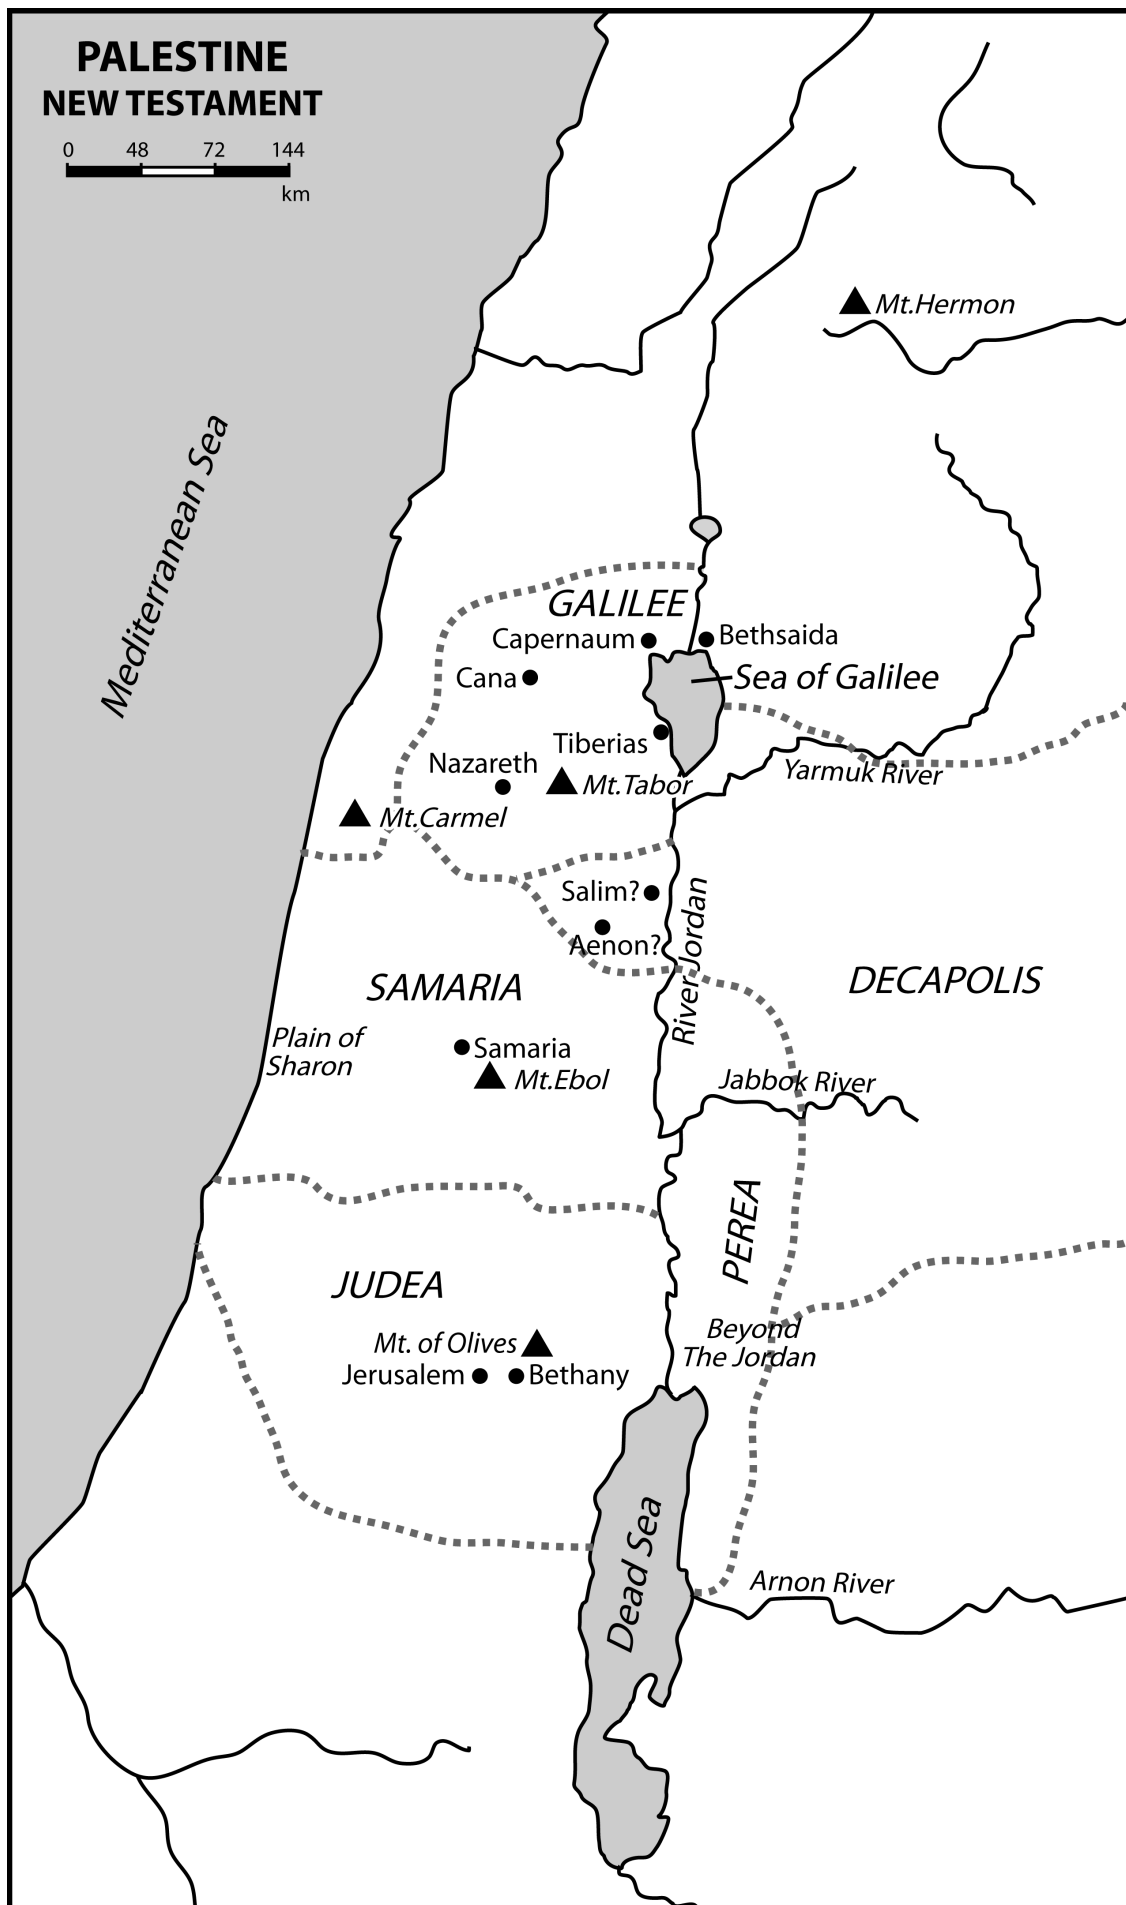 PALESTINE
NEW TESTAMENT
0 48 72 144
km
Mt.Hermon
Mediterranean Sea
GALILEE
Capernaum
Bethsaida
Cana
Sea of Galilee
Tiberias
Nazareth
Mt.Tabor
Yarmuk River
Mt.Carmel
Salim?
Aenon?
River Jordan
SAMARIA
DECAPOLIS
Plain of
Sharon
Samaria
Mt.Ebol
Jabbok River
PEREA
JUDEA
Beyond
The Jordan
Mt. of Olives
Jerusalem
Bethany
Dead Sea
Arnon River